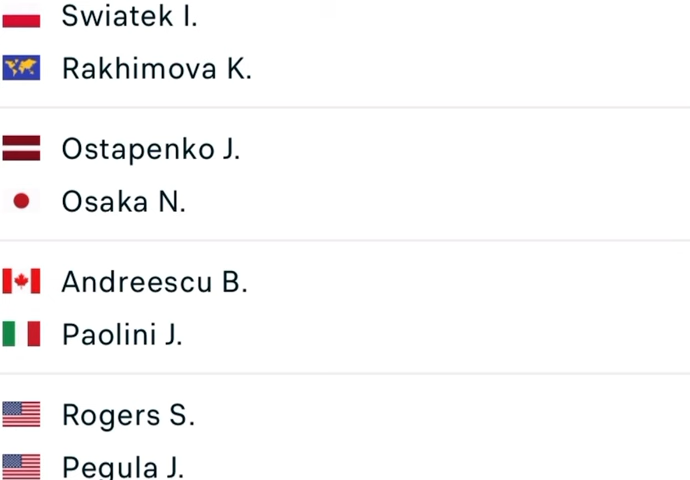 Swiatek I.
Rakhimova K.
Ostapenko J.
Osaka N.
Andreescu B.
Paolini J.
Rogers S.
Pegula J.